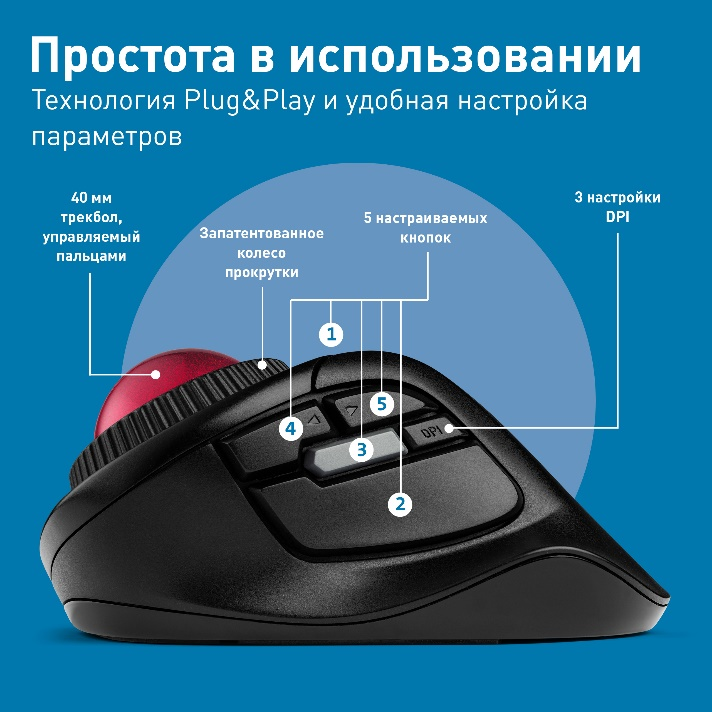 Простота в использовании
Технология Plug&Play и удобная настройка
параметров
40 мм
трекбол,
управляемый
пальцами
Запатентованное
колесо
прокрутки
5 настраиваемых
кнопок
3 настройки
DPI
1
5
4
DPI
3
2